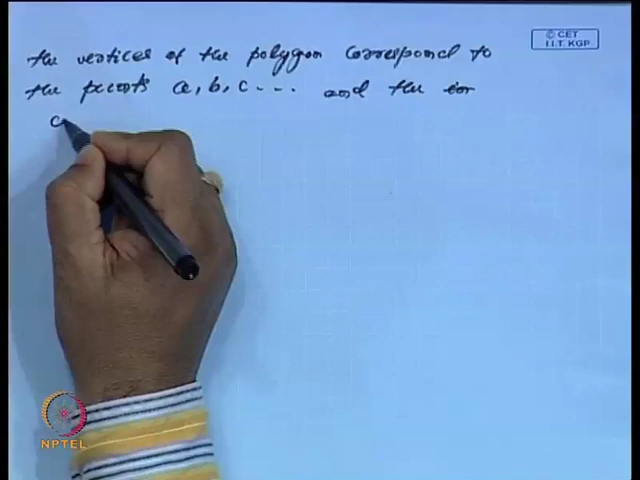 the vertices of the polygon correspond to
© CET
I.I.T. KGP
the points a, b, c .... and the
NPTEL